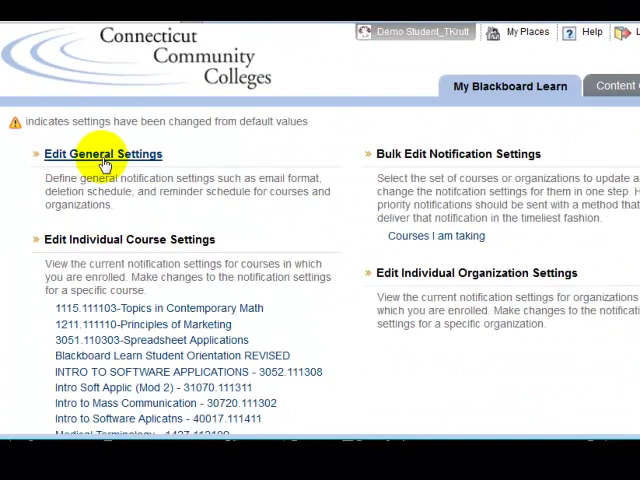 Connecticut
Community
Colleges
Demo Student_TKrutt
My Places
Help
My Blackboard Learn
Content
indicates settings have been changed from default values
» Edit General Settings
Define general notification settings such as email format,
deletion schedule, and reminder schedule for courses and
organizations.
» Edit Individual Course Settings
View the current notification settings for courses in which
you are enrolled. Make changes to the notification settings
for a specific course.
1115.111103-Topics in Contemporary Math
1211.111110-Principles of Marketing
3051.110303-Spreadsheet Applications
Blackboard Learn Student Orientation REVISED
INTRO TO SOFTWARE APPLICATIONS - 3052.111308
Intro Soft Applic (Mod 2) - 31070.111311
Intro to Mass Communication - 30720.111302
Intro to Software Aplicatns - 40017.111411
» Bulk Edit Notification Settings
Select the set of courses or organizations to update a
change the notifcation settings for them in one step.
priority notifications should be sent with a method that
deliver that notification in the timeliest fashion.
Courses I am taking
» Edit Individual Organization Settings
View the current notification settings for organizations
which you are enrolled. Make changes to the notificati
settings for a specific organization.